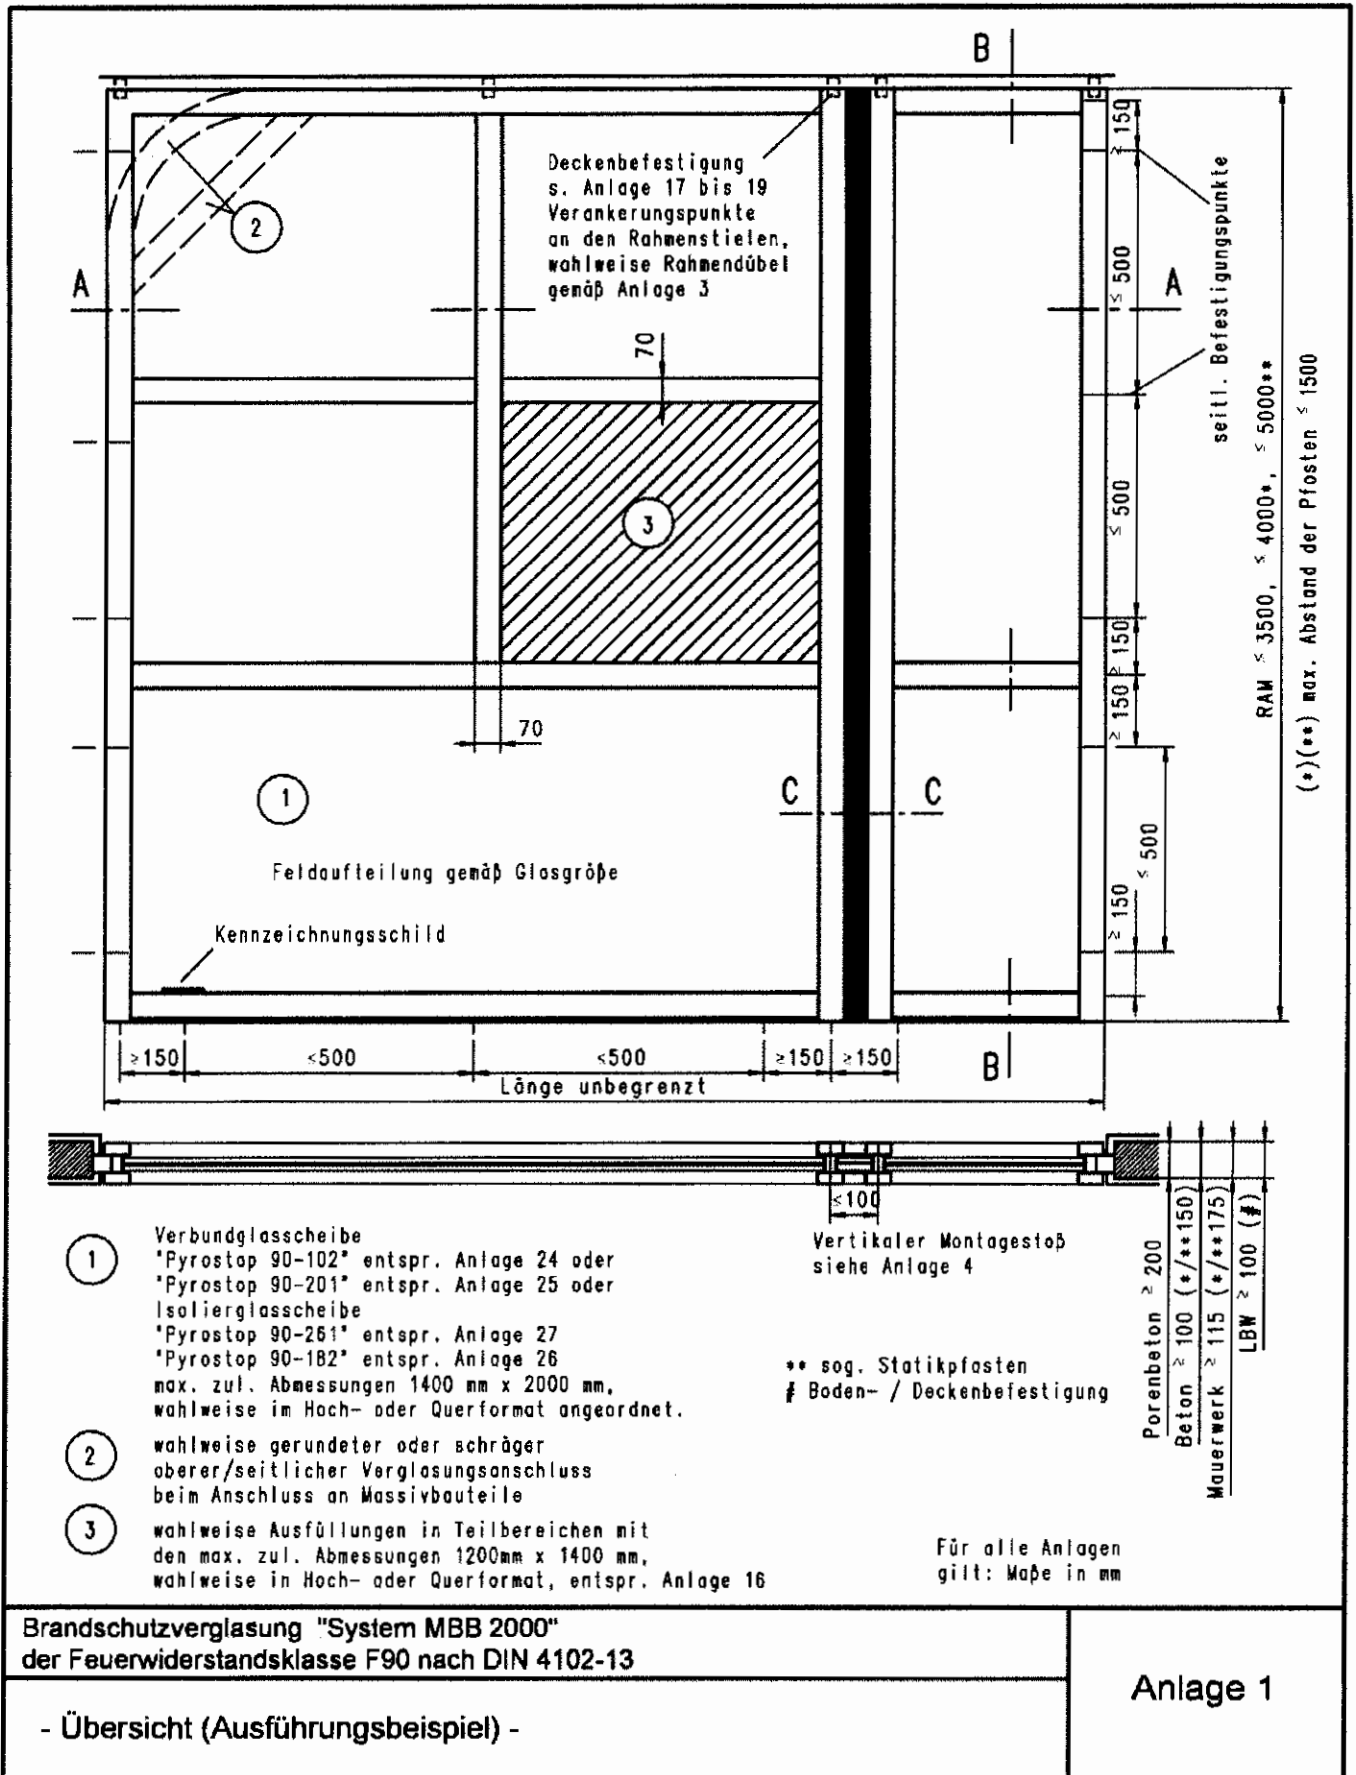 B
Deckenbefestigung
s. Anlage 17 bis 19
Verankerungspunkte
an den Rahmenstielen,
wahlweise Rahmendübel
gemäß Anlage 3
2
A
A
70
3
≥ 150
≤ 500
≤ 500
≥ 150
≥ 150
≤ 500
≥ 150
seitl. Befestigungspunkte
RAM ≤ 3500, ≤ 4000*, ≤ 5000**
(*)(**) max. Abstand der Pfosten ≤ 1500
70
1
C
C
Feldaufteilung gemäß Glasgröße
Kennzeichnungsschild
≥150
≤500
≤500
≥150
≥150
B
Länge unbegrenzt
≤100
Vertikaler Montagestoß
siehe Anlage 4
Porenbeton ≥ 200
Beton ≥ 100 (*/**150)
Mauerwerk ≥ 115 (*/**175)
LBW ≥ 100 (#)
1
Verbundglasscheibe
"Pyrostop 90-102" entspr. Anlage 24 oder
"Pyrostop 90-201" entspr. Anlage 25 oder
Isolierglasscheibe
"Pyrostop 90-261" entspr. Anlage 27
"Pyrostop 90-182" entspr. Anlage 26
max. zul. Abmessungen 1400 mm x 2000 mm,
wahlweise im Hoch- oder Querformat angeordnet.
** sog. Statikpfosten
# Boden- / Deckenbefestigung
2
wahlweise gerundeter oder schräger
oberer/seitlicher Verglasungsanschluss
beim Anschluss an Massivbauteile
3
wahlweise Ausfüllungen in Teilbereichen mit
den max. zul. Abmessungen 1200mm x 1400 mm,
wahlweise in Hoch- oder Querformat, entspr. Anlage 16
Für alle Anlagen
gilt: Maße in mm
Brandschutzverglasung "System MBB 2000"
der Feuerwiderstandsklasse F90 nach DIN 4102-13
- Übersicht (Ausführungsbeispiel) -
Anlage 1